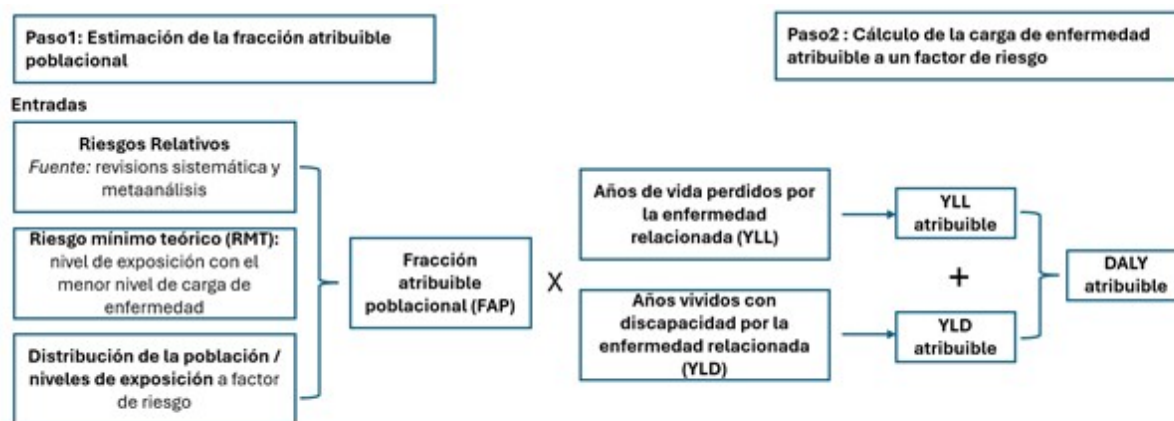 Paso1: Estimación de la fracción atribuible
poblacional
Paso2 : Cálculo de la carga de enfermedad
atribuible a un factor de riesgo
Entradas
Riesgos Relativos
Fuente: revisions sistemática y
metaanálisis
Riesgo mínimo teórico (RMT):
nivel de exposición con el
menor nivel de carga de
enfermedad
Distribución de la población /
niveles de exposición a factor
de riesgo
Fracción
atribuible
poblacional (FAP)
X
Años de vida perdidos por
la enfermedad
relacionada (YLL)
Años vividos con
discapacidad por la
enfermedad relacionada
(YLD)
YLL
atribuible
+
YLD
atribuible
DALY
atribuible